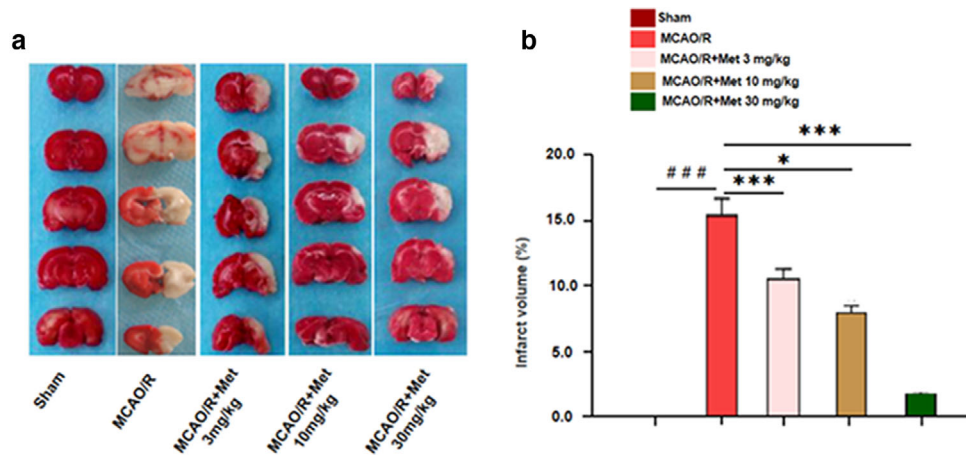 a
Sham
MCAO/R
MCAO/R+Met
3mg/kg
MCAO/R+Met
10mg/kg
MCAO/R+Met
30mg/kg
b
Sham
MCAO/R
MCAO/R+Met 3 mg/kg
MCAO/R+Met 10 mg/kg
MCAO/R+Met 30 mg/kg
Infarct volume (%)
20.0
15.0
10.0
5.0
0.0
***
*
###
***